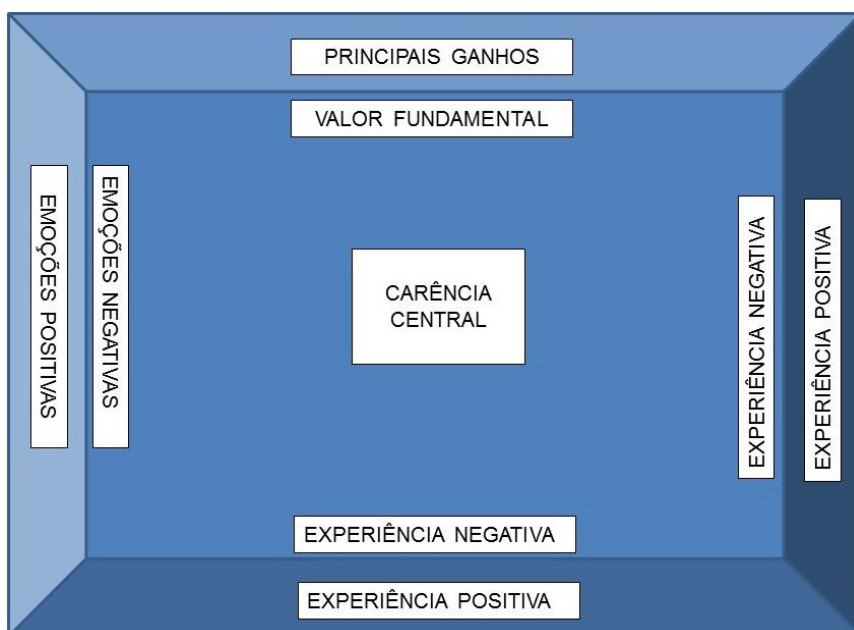 PRINCIPAIS GANHOS
VALOR FUNDAMENTAL
EMOÇÕES POSITIVAS
EMOÇÕES NEGATIVAS
CARÊNCIA
CENTRAL
EXPERIÊNCIA NEGATIVA
EXPERIÊNCIA POSITIVA
EXPERIÊNCIA NEGATIVA
EXPERIÊNCIA POSITIVA